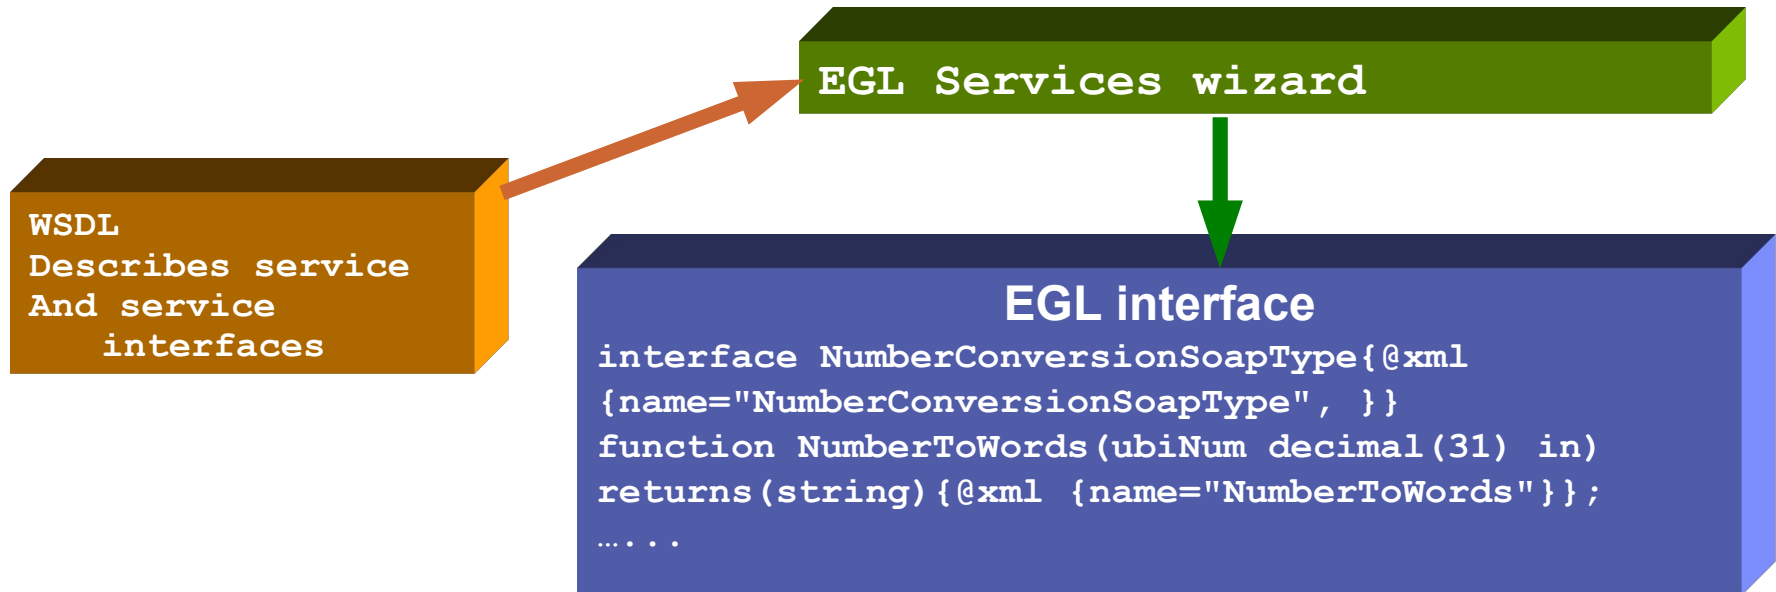 EGL Services wizard
WSDL
Describes service
And service
interfaces
EGL interface
interface NumberConversionSoapType{@xml
{name="NumberConversionSoapType", }}
function NumberToWords(ubiNum decimal(31) in)
returns(string){@xml {name="NumberToWords"}};
…...